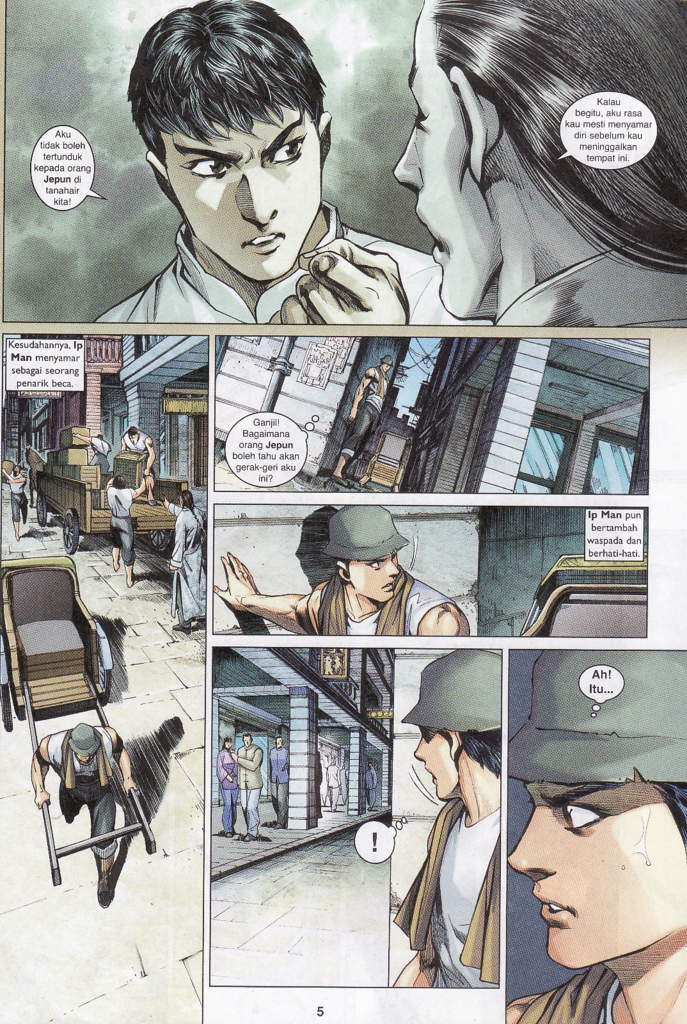 Aku
tidak boleh
tertunduk
kepada orang
Jepun di
tanahair
kita!
Kalau
begitu, aku rasa
kau mesti menyamar
diri sebelum kau
meninggalkan
tempat ini.
Kesudahannya, Ip
Man menyamar
sebagai seorang
penarik beca.
Ganjil!
Bagaimana
orang Jepun
boleh tahu akan
gerak-geri aku
ini?
Ip Man pun
bertambah
waspada dan
berhati-hati.
!
Ah!
Itu...
5